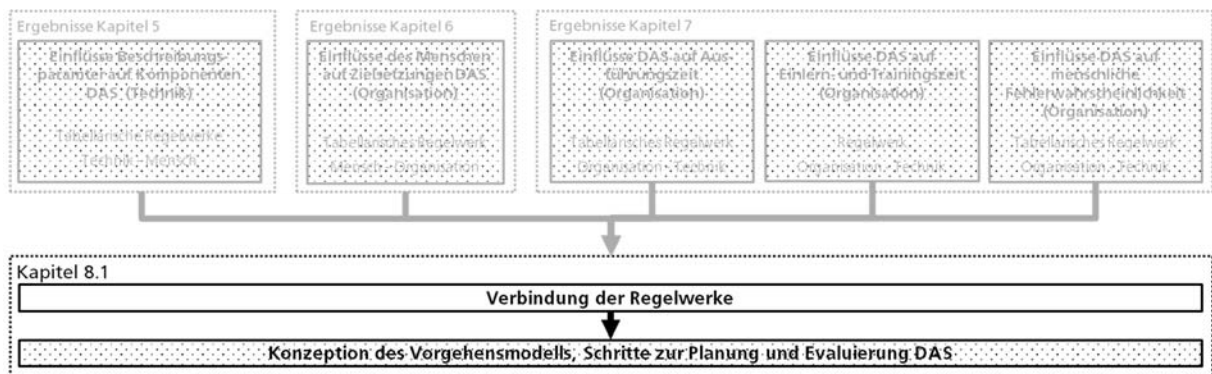 Ergebnisse Kapitel 5
Einflüsse Beschreibungs-
paramter auf Komponenten
DAS (Technik)
Tabellarische Regelwerke
Technik - Mensch
Ergebnisse Kapitel 6
Einflüsse des Menschen
auf Zielsetzungen DAS
(Organisation)
Tabellarisches Regelwerk
Mensch - Organisation
Ergebnisse Kapitel 7
Einflüsse DAS auf Aus-
führungszeit
(Organisation)
Tabellarisches Regelwerk
Organisation - Technik
Einflüsse DAS auf
Einlern- und Trainingszeit
(Organisation)
Regelwerk
Organisation - Technik
Einflüsse DAS auf
menschliche
Fehlerwahrscheinlichkeit
(Organisation)
Tabellarisches Regelwerk
Organisation - Technik
Kapitel 8.1
Verbindung der Regelwerke
Konzeption des Vorgehensmodells, Schritte zur Planung und Evaluierung DAS